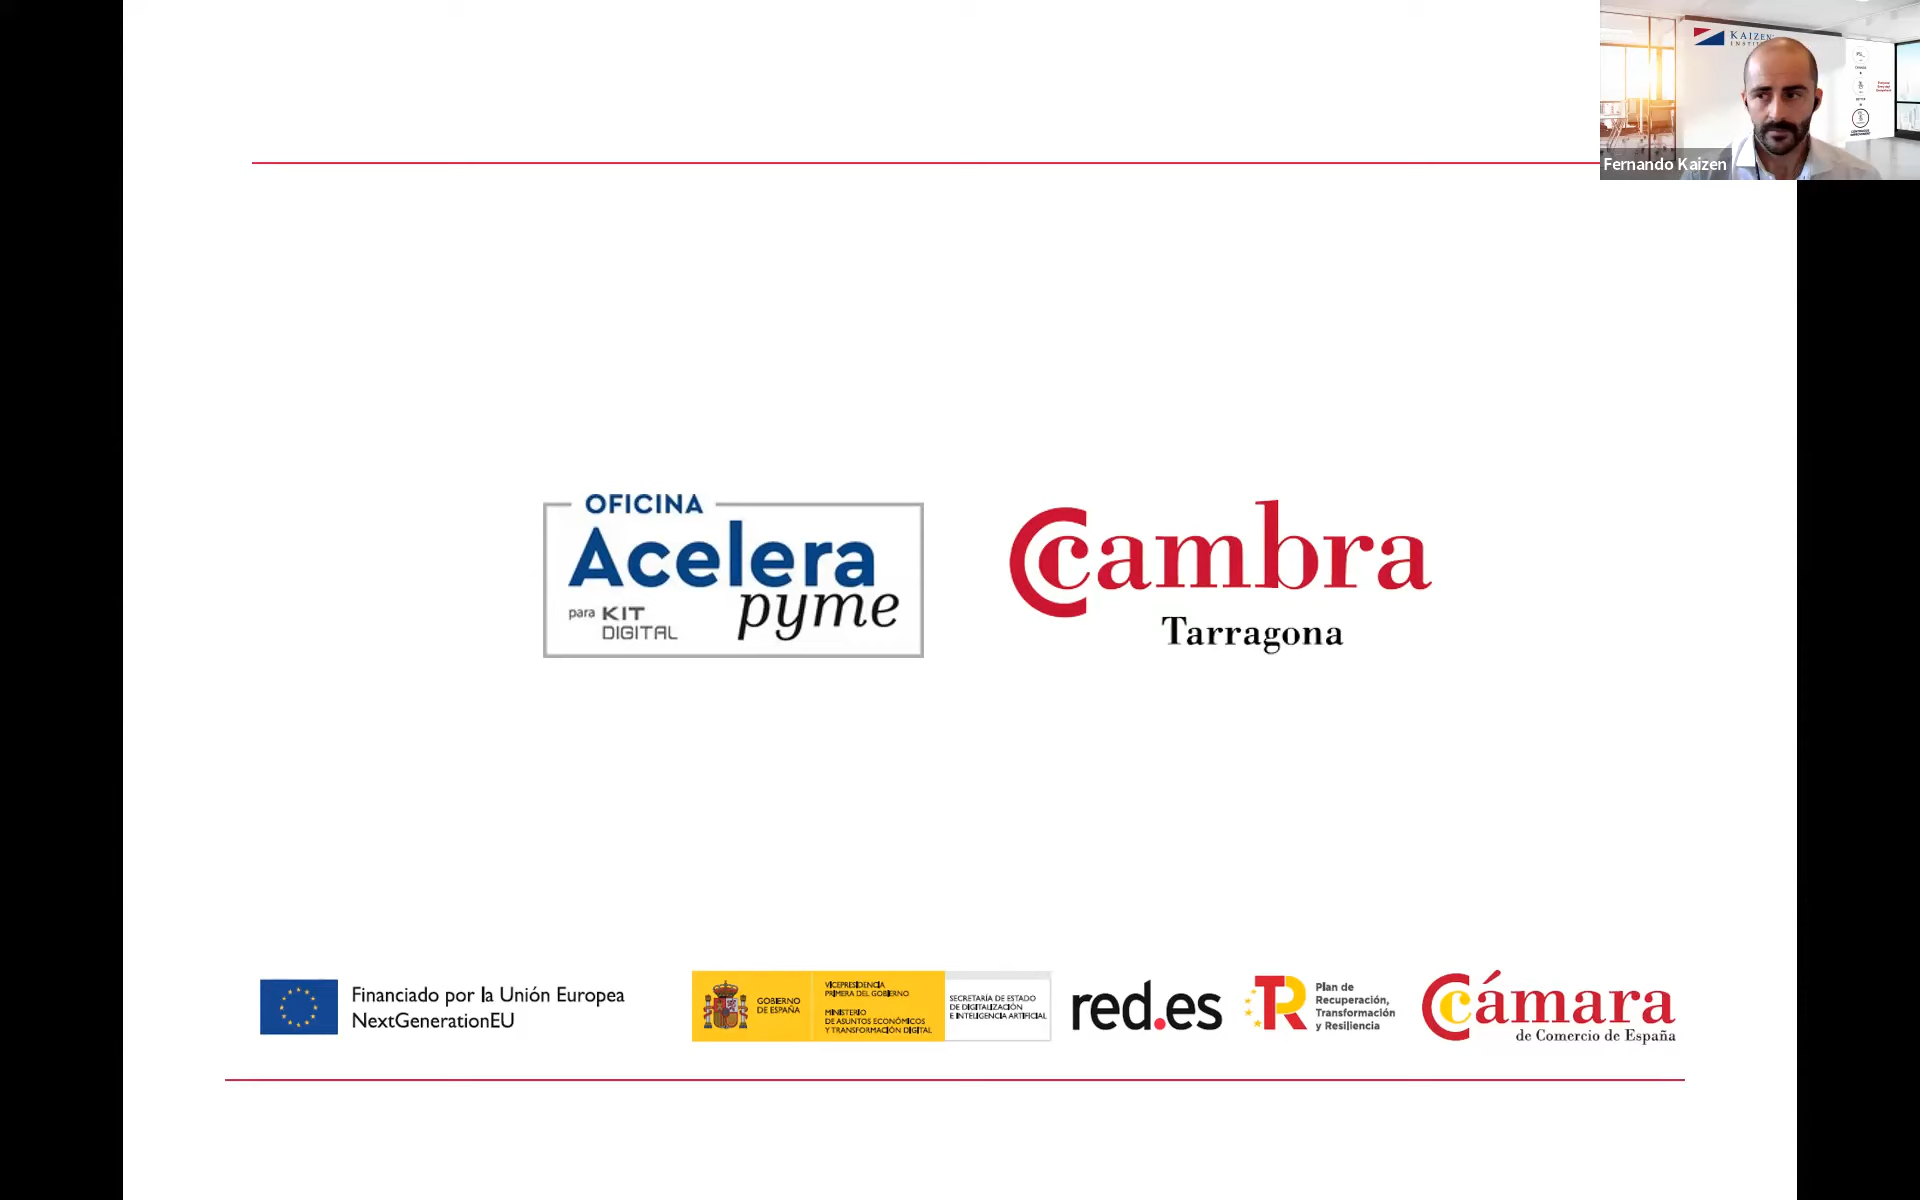 KAIZEN
Fernando Kaizen
OFICINA
Acelera
pyme
para KIT
DIGITAL
cambra
Tarragona
Financiado por la Unión Europea
NextGenerationEU
GOBIERNO
DE ESPAÑA
VICEPRESIDENCIA
PRIMERA DEL GOBIERNO
MINISTERIO
DE ASUNTOS ECONÓMICOS
Y TRANSFORMACIÓN DIGITAL
SECRETARÍA DE ESTADO
DE DIGITALIZACIÓN
E INTELIGENCIA ARTIFICIAL
red.es
TR
Plan de
Recuperación,
Transformación
y Resiliencia
cámara
de Comercio de España